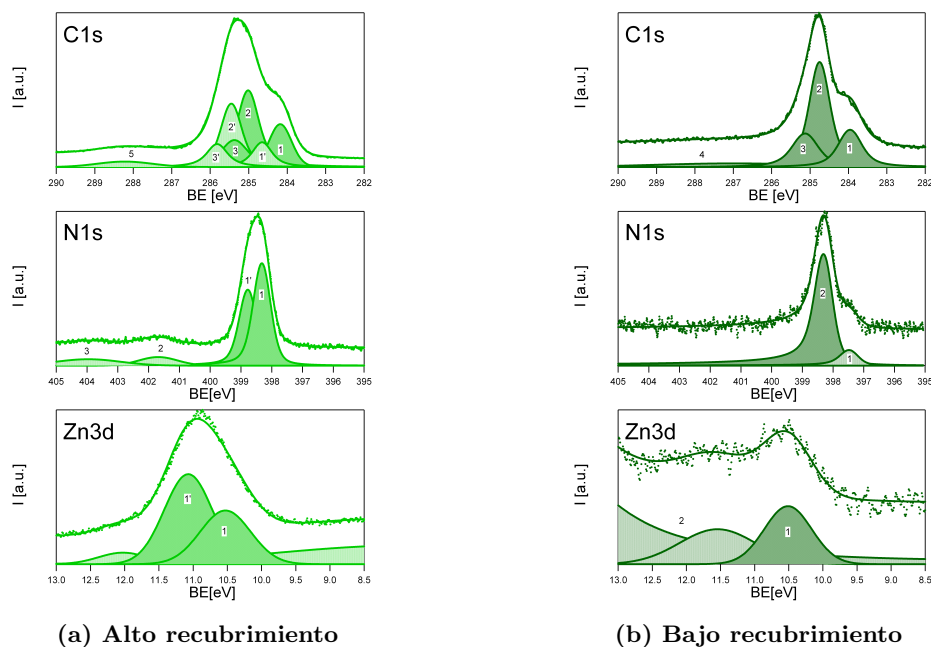 C1s
I [a.u.]
5
3'
2'
3
2
1'
1
290 289 288 287 286 285 284 283 282
BE [eV]
N1s
I [a.u.]
3
2
1'
1
405 404 403 402 401 400 399 398 397 396 395
BE[eV]
Zn3d
I [a.u.]
1'
1
13.0 12.5 12.0 11.5 11.0 10.5 10.0 9.5 9.0 8.5
BE[eV]
(a) Alto recubrimiento
C1s
I [a.u.]
4
3
2
1
290 289 288 287 286 285 284 283 282
BE [eV]
N1s
I [a.u.]
2
1
405 404 403 402 401 400 399 398 397 396 395
BE[eV]
Zn3d
I [a.u.]
2
1
13.0 12.5 12.0 11.5 11.0 10.5 10.0 9.5 9.0 8.5
BE[eV]
(b) Bajo recubrimiento